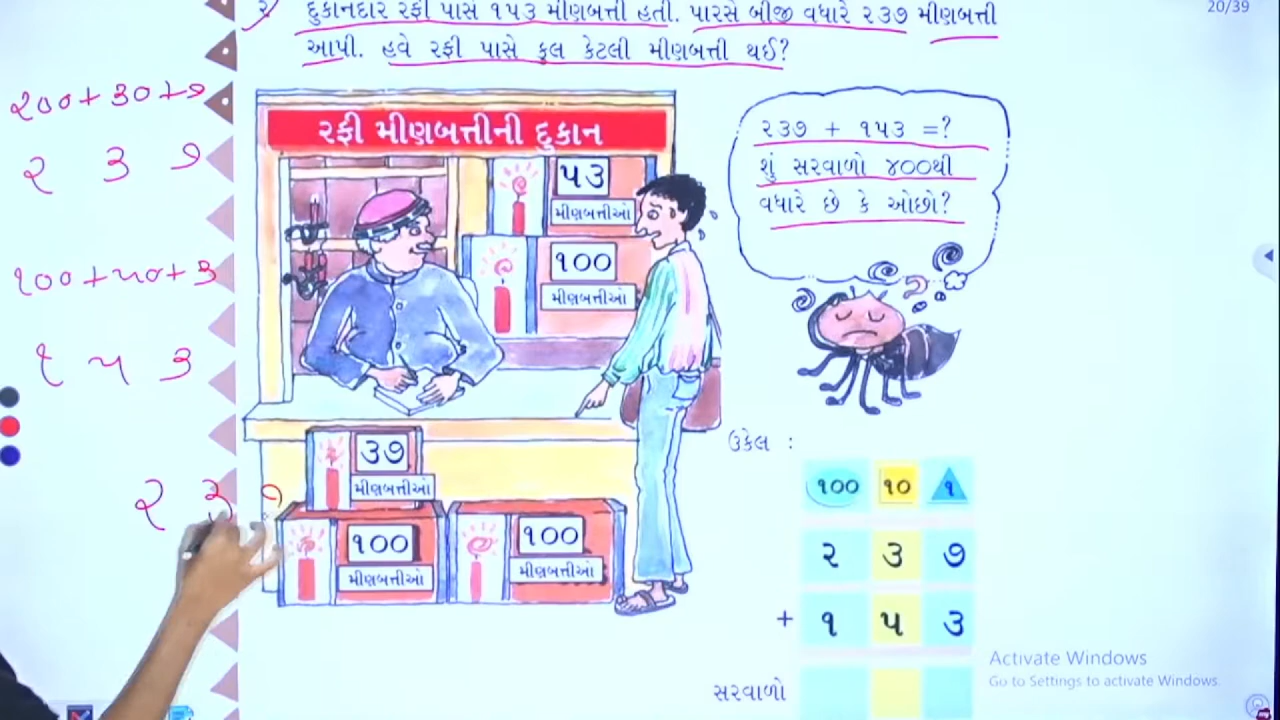 20/39
૨ દુકાનદાર રફી પાસે ૧૫૩ મીણબત્તી હતી. પારસે બીજી વધારે ૨૩૭ મીણબત્તી
આપી. હવે રફી પાસે કુલ કેટલી મીણબત્તી થઈ?
૨૦૦+૩૦+૭
૨ ૩ ૭
૧૦૦+૫૦+૩
૧ ૫ ૩
૨ ૩ ૭
રફી મીણબત્તીની દુકાન
૫૩
મીણબત્તીઓ
૧૦૦
મીણબત્તીઓ
૩૭
મીણબત્તીઓ
૧૦૦
મીણબત્તીઓ
૧૦૦
મીણબત્તીઓ
૨૩૭ + ૧૫૩ =?
શું સરવાળો ૪૦૦થી
વધારે છે કે ઓછો?
ઉકેલ :
૧૦૦ ૧૦ ૧
૨ ૩ ૭
+ ૧ ૫ ૩
સરવાળો
Activate Windows
Go to Settings to activate Windows.